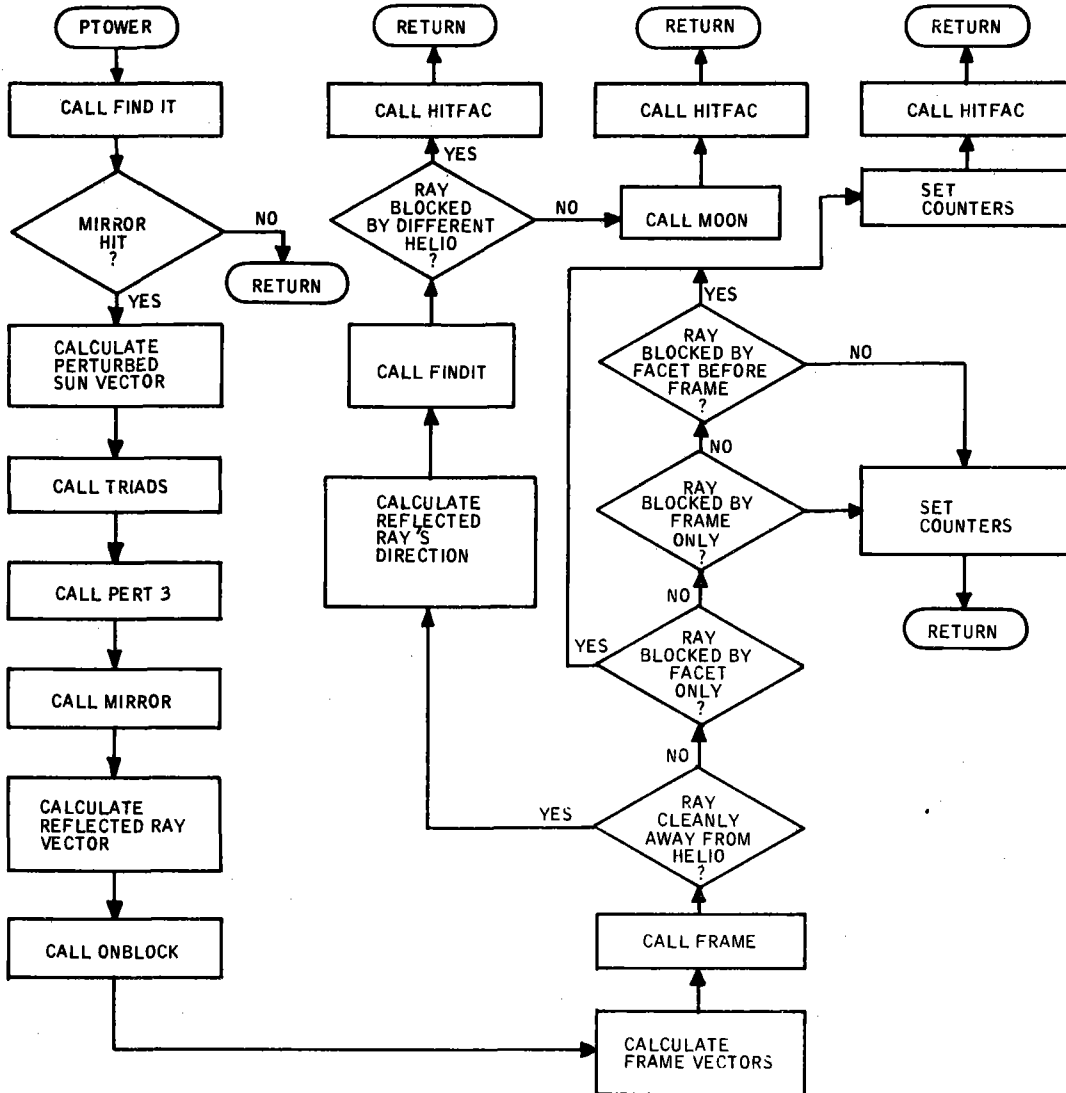 PTOWER
CALL FIND IT
MIRROR
HIT
?
NO
RETURN
YES
CALCULATE
PERTURBED
SUN VECTOR
CALL TRIADS
CALL PERT 3
CALL MIRROR
CALCULATE
REFLECTED RAY
VECTOR
CALL ONBLOCK
RETURN
CALL HITFAC
YES
RAY
BLOCKED
BY DIFFERENT
HELIO
?
NO
CALL FINDIT
CALCULATE
REFLECTED
RAY'S
DIRECTION
RETURN
CALL HITFAC
CALL MOON
YES
RAY
BLOCKED BY
FACET BEFORE
FRAME
?
NO
NO
RAY
BLOCKED BY
FRAME
ONLY
?
NO
YES
RAY
BLOCKED BY
FACET
ONLY
?
NO
YES
RAY
CLEANLY
AWAY FROM
HELIO
?
CALL FRAME
CALCULATE
FRAME VECTORS
RETURN
CALL HITFAC
SET
COUNTERS
SET
COUNTERS
RETURN